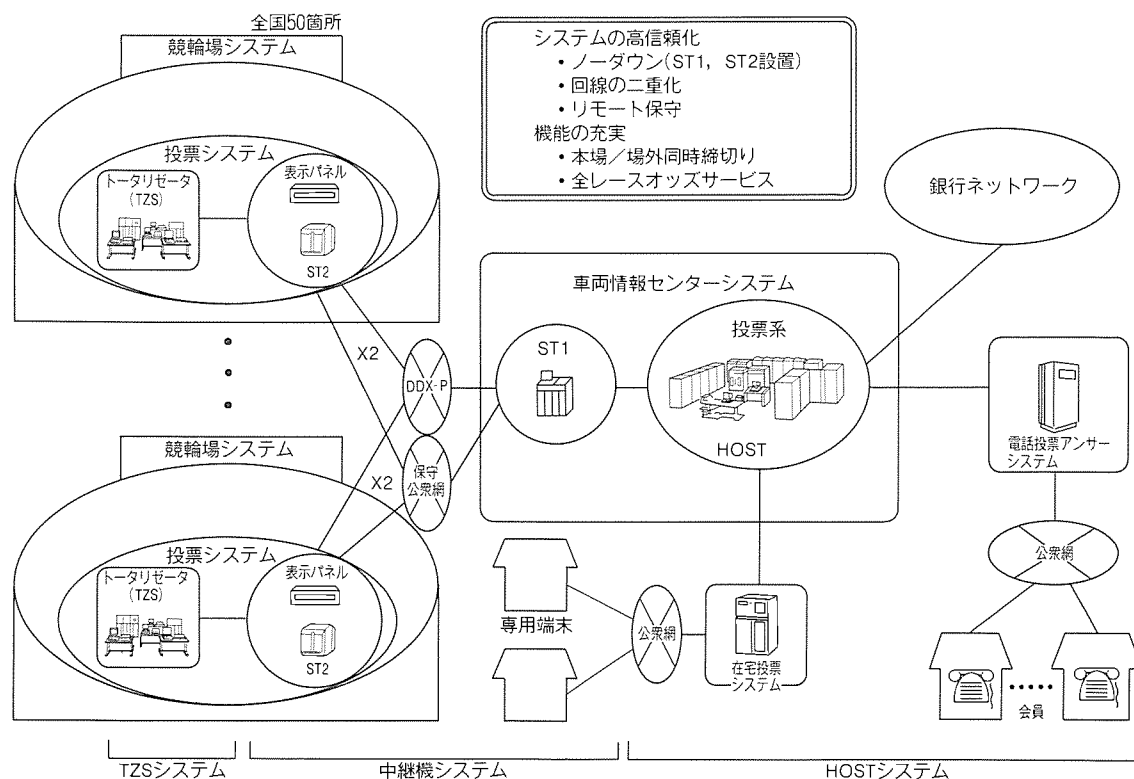 全国50箇所
競輪場システム
投票システム
トータリゼータ
(TZS)
表示パネル
ST2
システムの高信頼化
・ノーダウン(ST1, ST2設置)
・回線の二重化
・リモート保守
機能の充実
・本場／場外同時締切り
・全レースオッズサービス
銀行ネットワーク
車両情報センターシステム
投票系
HOST
ST1
X2
DDX-P
保守
公衆網
X2
電話投票アンサー
システム
公衆網
会員
競輪場システム
投票システム
トータリゼータ
(TZS)
表示パネル
ST2
専用端末
公衆網
在宅投票
システム
TZSシステム
中継機システム
HOSTシステム